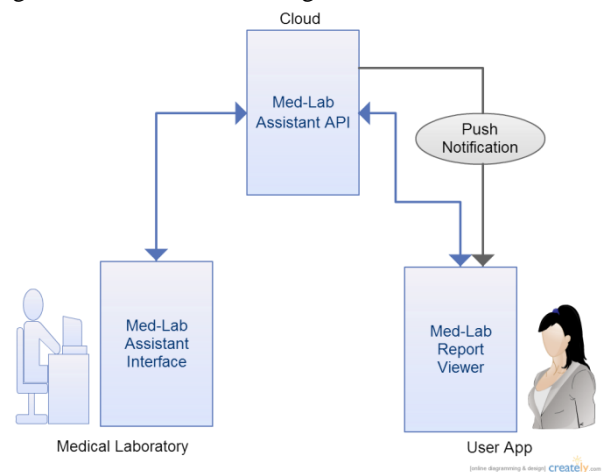 Cloud
Med-Lab
Assistant API
Push
Notification
Med-Lab
Assistant
Interface
Med-Lab
Report
Viewer
Medical Laboratory
User App
[online diagramming & design] creately.com